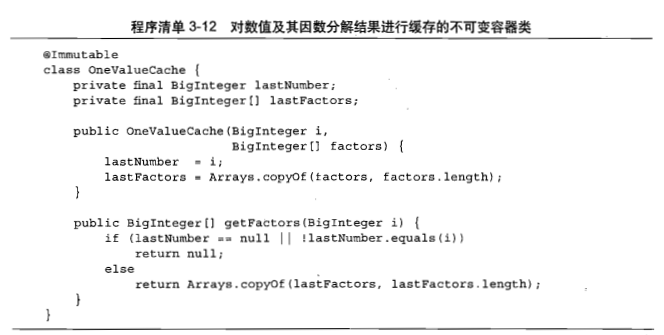 程序清单 3-12 对数值及其因数分解结果进行缓存的不可变容器类
@Immutable
class OneValueCache {
    private final BigInteger lastNumber;
    private final BigInteger[] lastFactors;

    public OneValueCache(BigInteger i,
                         BigInteger[] factors) {
        lastNumber  = i;
        lastFactors = Arrays.copyOf(factors, factors.length);
    }

    public BigInteger[] getFactors(BigInteger i) {
        if (lastNumber == null || !lastNumber.equals(i))
            return null;
        else
            return Arrays.copyOf(lastFactors, lastFactors.length);
    }
}